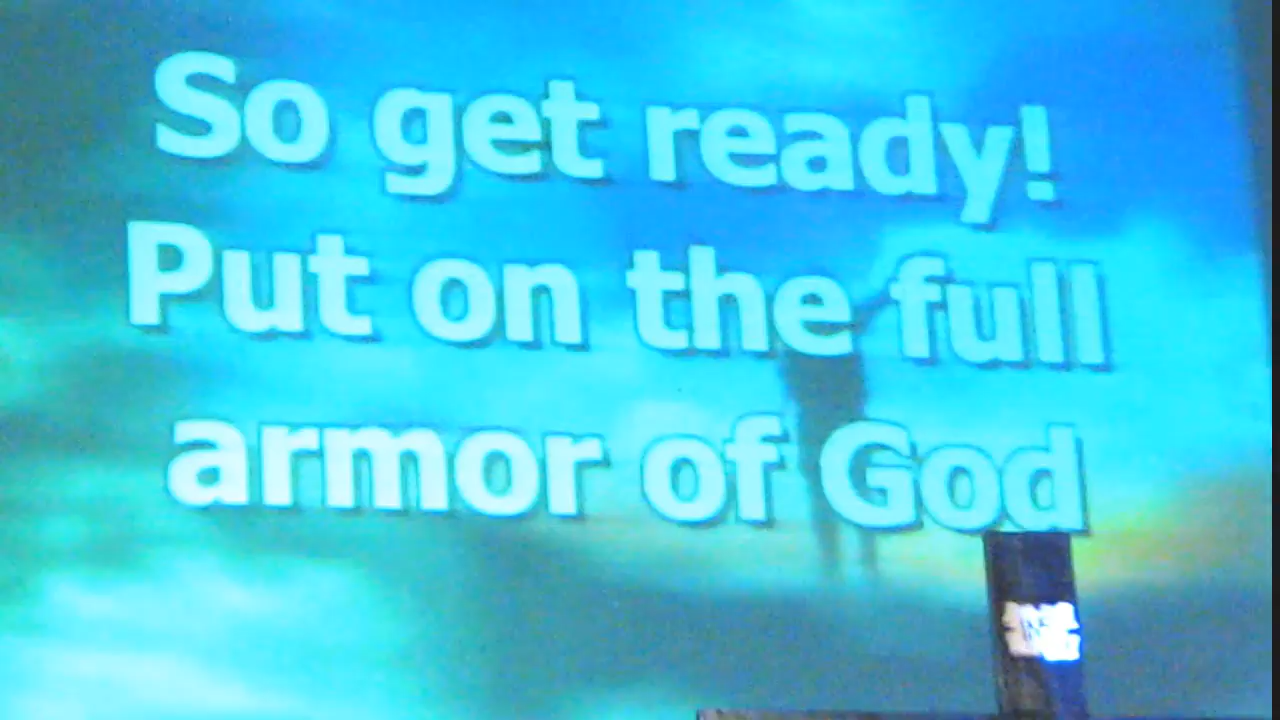 So get ready!
Put on the full
armor of God